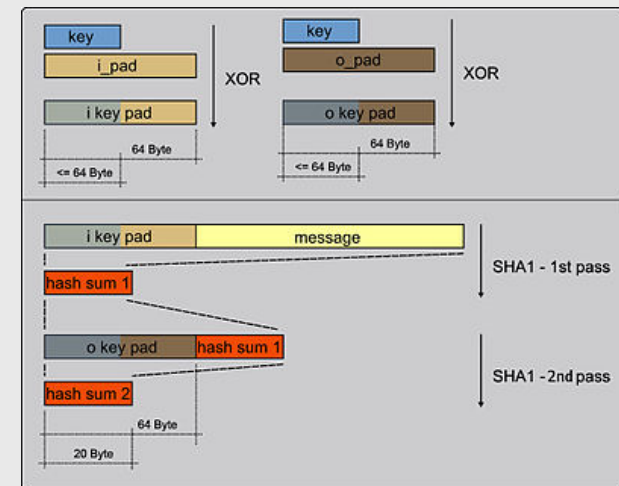 key
i_pad
XOR
i key pad
64 Byte
<= 64 Byte
key
o_pad
XOR
o key pad
64 Byte
<= 64 Byte
i key pad message
SHA1 - 1st pass
hash sum 1
o key pad hash sum 1
SHA1 - 2nd pass
hash sum 2
64 Byte
20 Byte